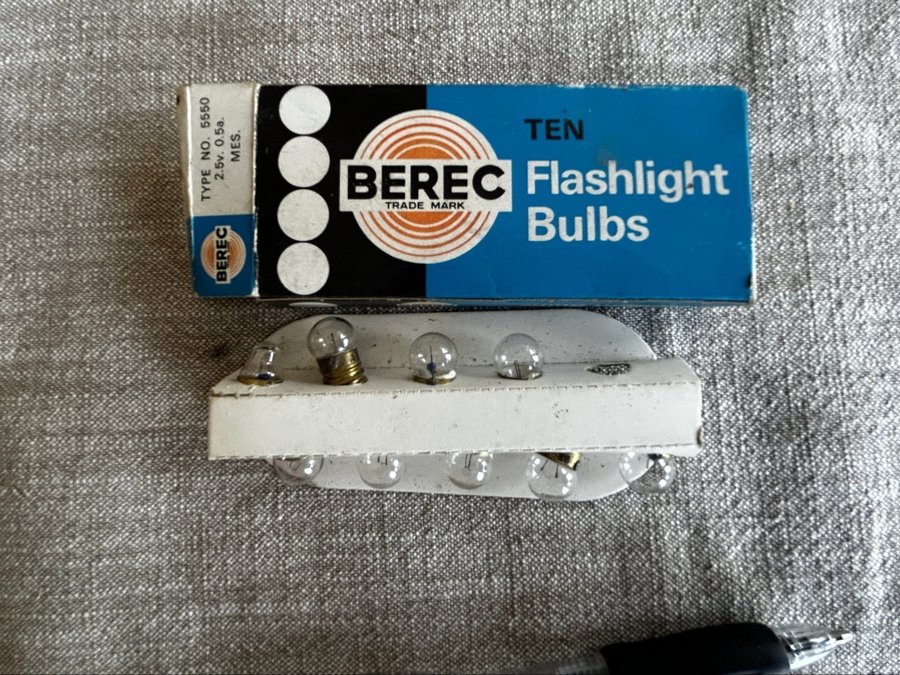 TYPE NO. 5550
2.5v. 0.5a.
MES.
BEREC
BEREC
TRADE MARK
TEN
Flashlight
Bulbs